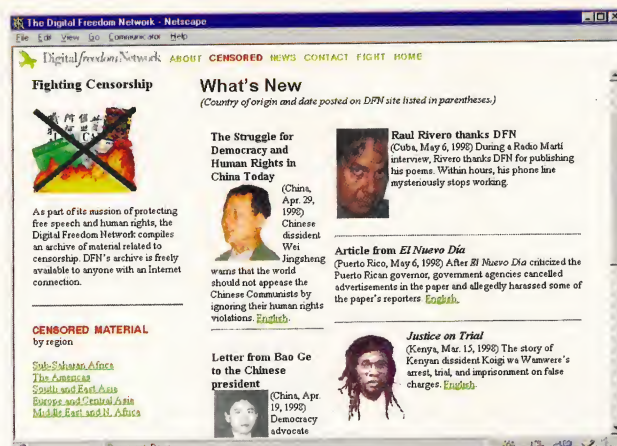 The Digital Freedom Network - Netscape
File Edit View Go Communicator Help
Digital freedom Network ABOUT CENSORED NEWS CONTACT FIGHT HOME
Fighting Censorship
As part of its mission of protecting
free speech and human rights, the
Digital Freedom Network compiles
an archive of material related to
censorship. DFN's archive is freely
available to anyone with an Internet
connection.
CENSORED MATERIAL
by region
Sub-Saharan Africa
The Americas
South and East Asia
Europe and Central Asia
Middle East and N. Africa
What's New
(Country of origin and date posted on DFN site listed in parentheses.)
The Struggle for
Democracy and
Human Rights in
China Today
(China,
Apr. 29,
1998)
Chinese
dissident
Wei
Jingsheng
warns that the world
should not appease the
Chinese Communists by
ignoring their human rights
violations. English.
Letter from Bao Ge
to the Chinese
president
(China, Apr.
19, 1998)
Democracy
advocate
Raul Rivero thanks DFN
(Cuba, May 6, 1998) During a Radio Martí
interview, Rivero thanks DFN for publishing
his poems. Within hours, his phone line
mysteriously stops working.
Article from El Nuevo Día
(Puerto Rico, May 6, 1998) After El Nuevo Día criticized the
Puerto Rican governor, government agencies cancelled
advertisements in the paper and allegedly harassed some of
the paper's reporters. English.
Justice on Trial
(Kenya, Mar. 15, 1998) The story of
Kenyan dissident Koigi wa Wamwere's
arrest, trial, and imprisonment on false
charges. English.